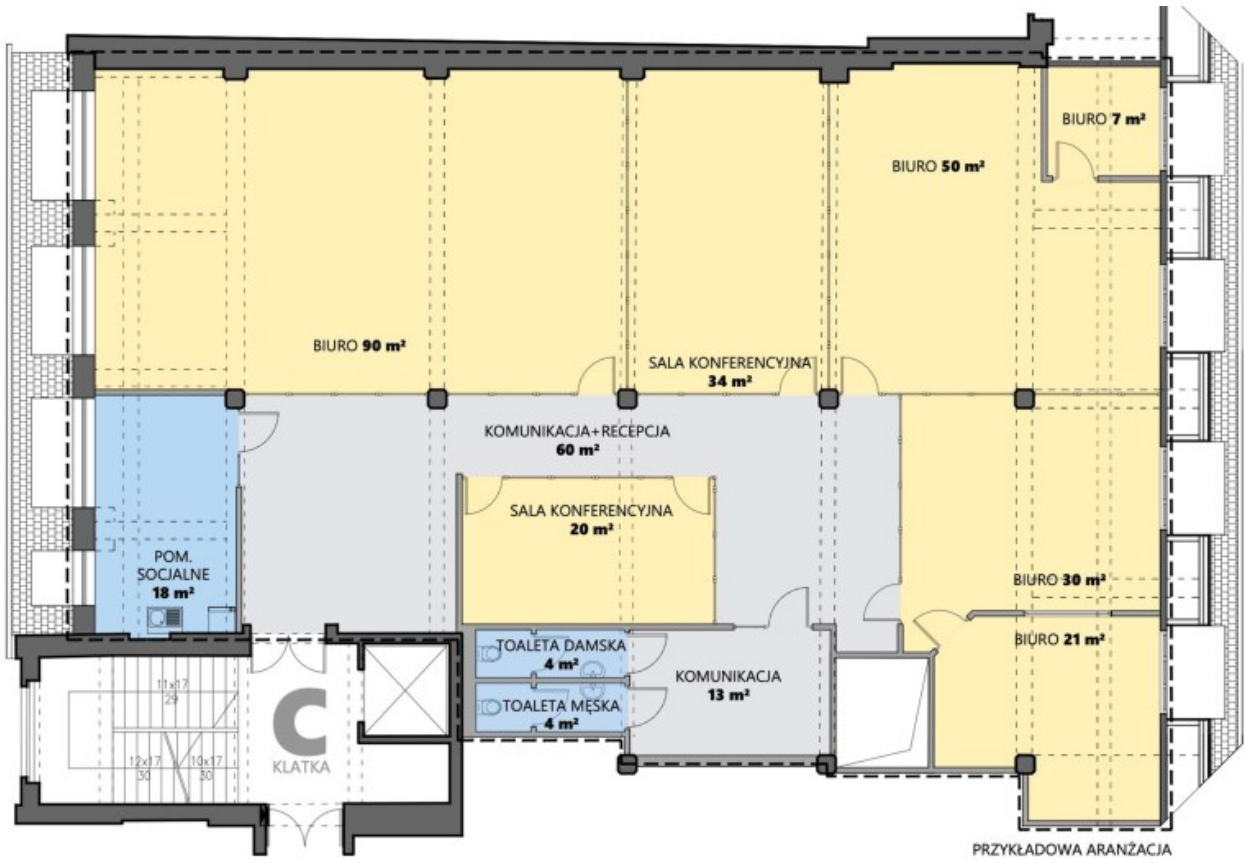 BIURO 7 m²
BIURO 50 m²
BIURO 90 m²
SALA KONFERENCYJNA
34 m²
KOMUNIKACJA+RECEPCJA
60 m²
SALA KONFERENCYJNA
20 m²
POM.
SOCJALNE
18 m²
BIURO 30 m²
BIURO 21 m²
TOALETA DAMSKA
4 m²
KOMUNIKACJA
13 m²
TOALETA MĘSKA
4 m²
11x17
29
C
KLATKA
12x17
30
10x17
30
PRZYKŁADOWA ARANŻACJA